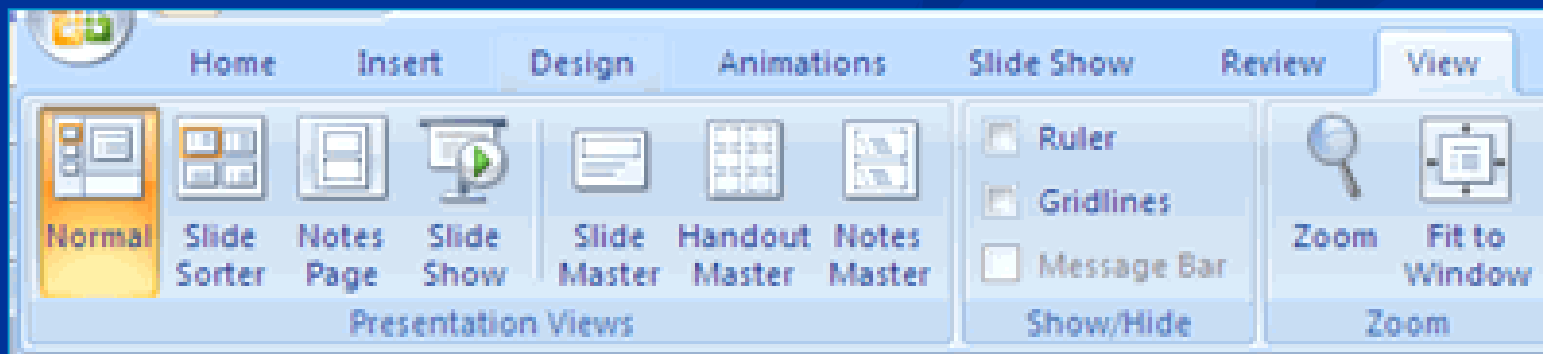 Home Insert Design Animations Slide Show Review View
Normal Slide Sorter Notes Page Slide Show Slide Master Handout Master Notes Master
Presentation Views
Ruler
Gridlines
Message Bar
Show/Hide
Zoom Fit to Window
Zoom